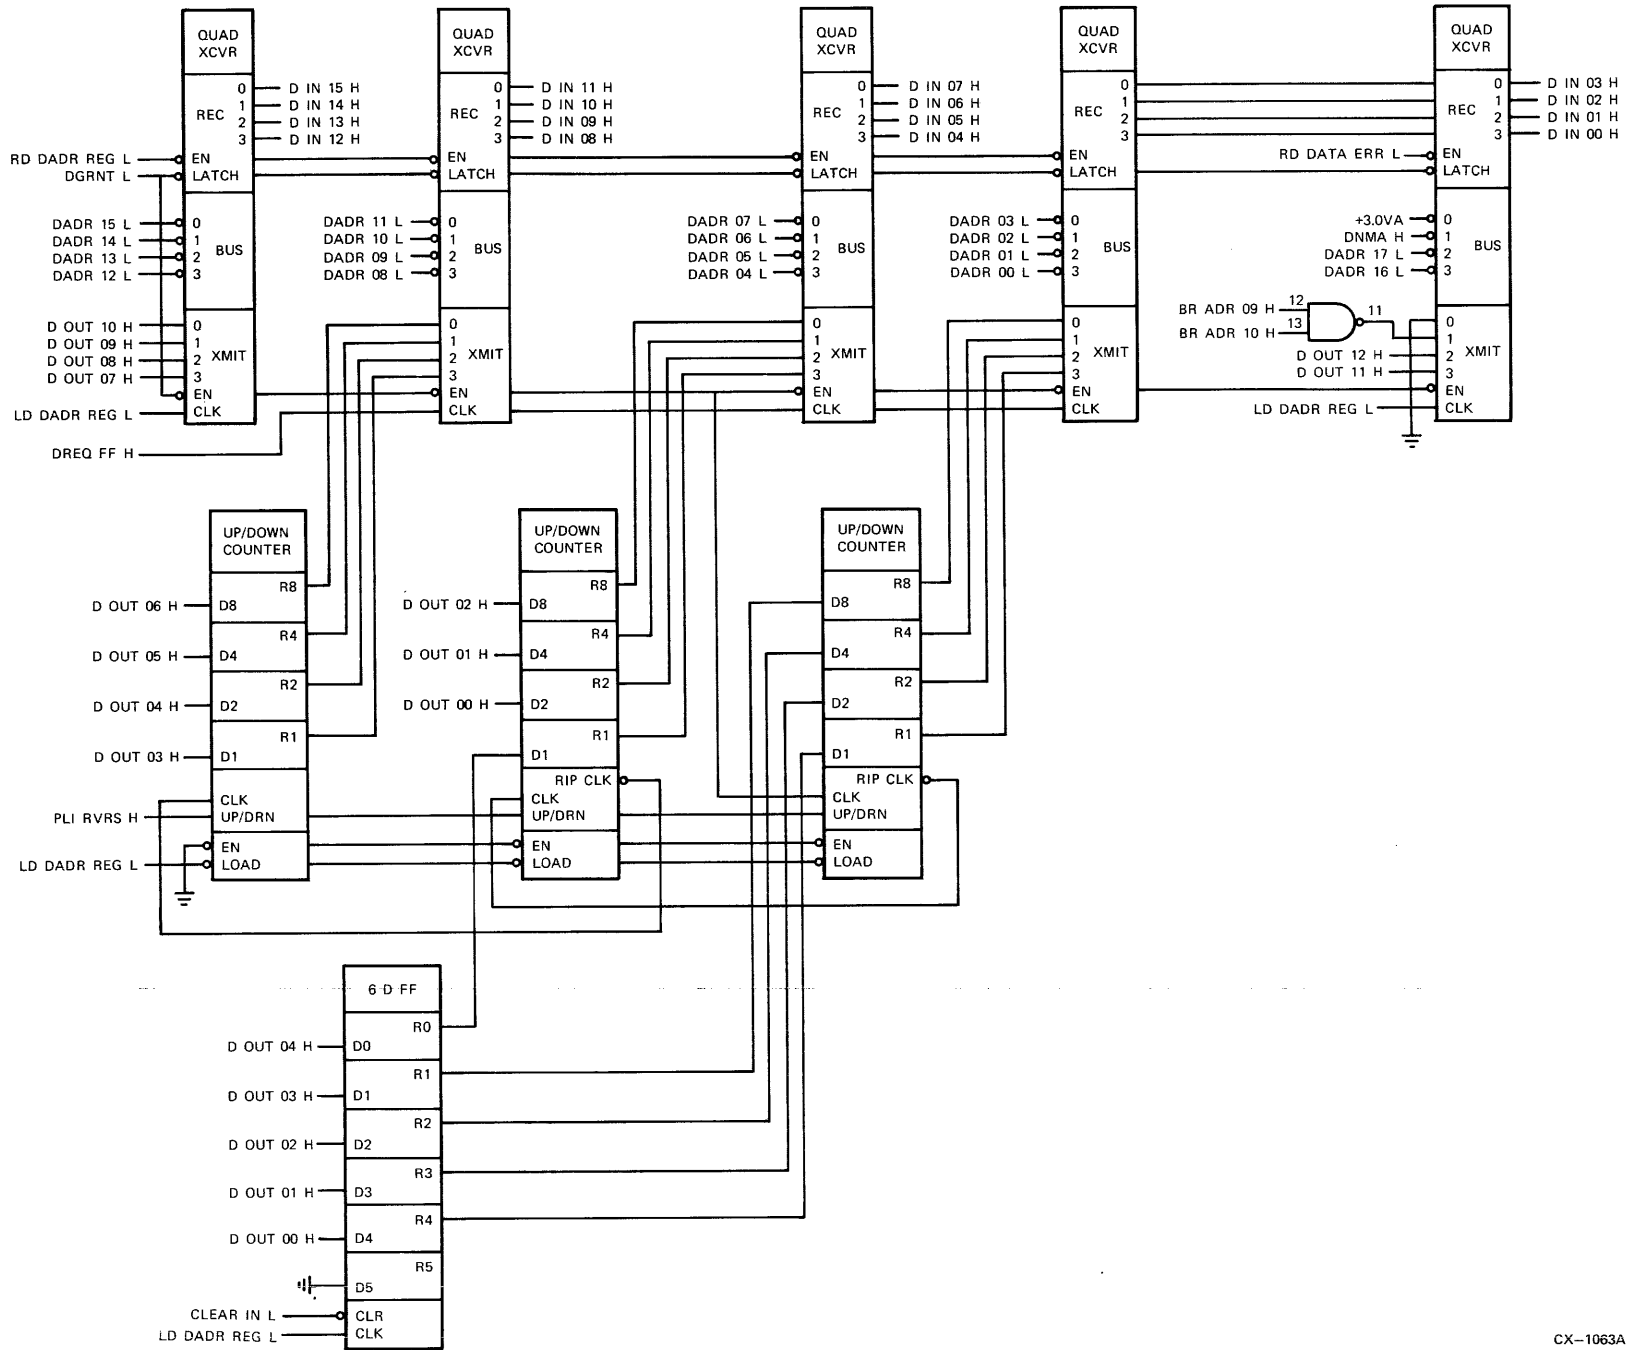 QUAD XCVR
REC
0 D IN 15 H
1 D IN 14 H
2 D IN 13 H
3 D IN 12 H
RD DADR REG L EN
DGRNT L LATCH
DADR 15 L 0
DADR 14 L 1
DADR 13 L 2
DADR 12 L 3
BUS
D OUT 10 H 0
D OUT 09 H 1
D OUT 08 H 2
D OUT 07 H 3
XMIT
EN
LD DADR REG L CLK
DREQ FF H
QUAD XCVR
REC
0 D IN 11 H
1 D IN 10 H
2 D IN 09 H
3 D IN 08 H
EN
LATCH
DADR 11 L 0
DADR 10 L 1
DADR 09 L 2
DADR 08 L 3
BUS
0
1
2
3
XMIT
EN
CLK
QUAD XCVR
REC
0 D IN 07 H
1 D IN 06 H
2 D IN 05 H
3 D IN 04 H
EN
LATCH
DADR 07 L 0
DADR 06 L 1
DADR 05 L 2
DADR 04 L 3
BUS
0
1
2
3
XMIT
EN
CLK
QUAD XCVR
REC
0
1
2
3
EN
LATCH
DADR 03 L 0
DADR 02 L 1
DADR 01 L 2
DADR 00 L 3
BUS
0
1
2
3
XMIT
EN
CLK
QUAD XCVR
REC
0 D IN 03 H
1 D IN 02 H
2 D IN 01 H
3 D IN 00 H
RD DATA ERR L EN
LATCH
+3.0VA 0
DNMA H 1
DADR 17 L 2
DADR 16 L 3
BUS
BR ADR 09 H 12
BR ADR 10 H 13
11
0
1
D OUT 12 H 2
D OUT 11 H 3
XMIT
EN
LD DADR REG L CLK
UP/DOWN COUNTER
R8
D OUT 06 H D8
R4
D OUT 05 H D4
R2
D OUT 04 H D2
R1
D OUT 03 H D1
CLK
PLI RVRS H UP/DRN
EN
LD DADR REG L LOAD
UP/DOWN COUNTER
R8
D OUT 02 H D8
R4
D OUT 01 H D4
R2
D OUT 00 H D2
R1
D1
RIP CLK
CLK
UP/DRN
EN
LOAD
UP/DOWN COUNTER
R8
D8
R4
D4
R2
D2
R1
D1
RIP CLK
CLK
UP/DRN
EN
LOAD
6 D FF
R0
D OUT 04 H D0
R1
D OUT 03 H D1
R2
D OUT 02 H D2
R3
D OUT 01 H D3
R4
D OUT 00 H D4
R5
D5
CLEAR IN L CLR
LD DADR REG L CLK
CX-1063A